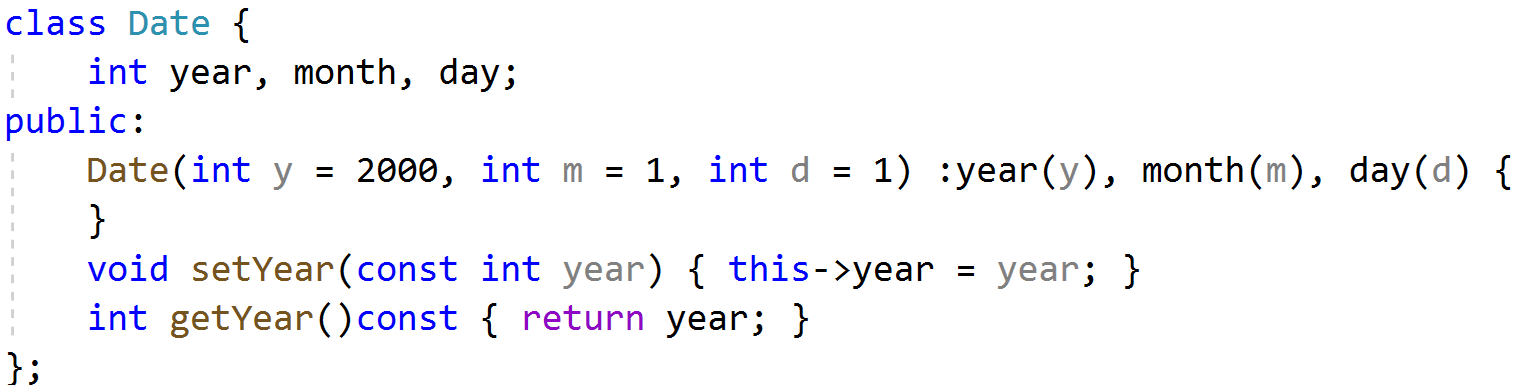 class Date {
    int year, month, day;
public:
    Date(int y = 2000, int m = 1, int d = 1) :year(y), month(m), day(d) {
    }
    void setYear(const int year) { this->year = year; }
    int getYear()const { return year; }
};